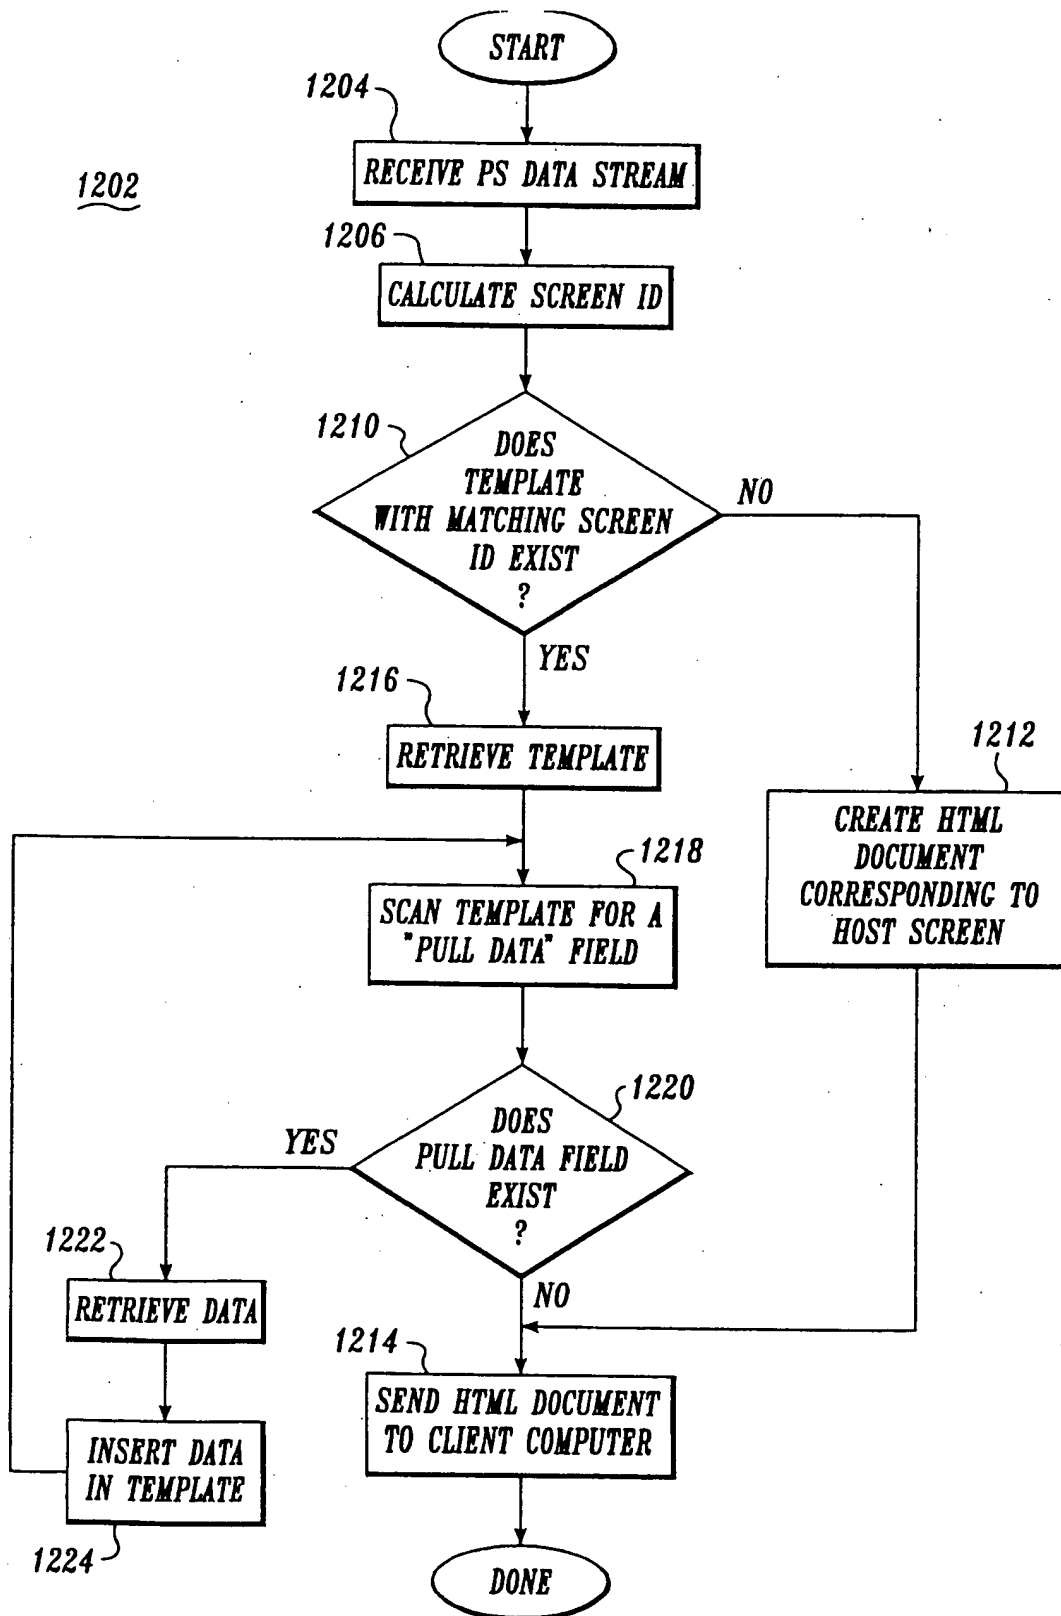 START
1204
RECEIVE PS DATA STREAM
1202
1206
CALCULATE SCREEN ID
1210
DOES
TEMPLATE
WITH MATCHING SCREEN
ID EXIST
?
NO
YES
1216
RETRIEVE TEMPLATE
1212
CREATE HTML
DOCUMENT
CORRESPONDING TO
HOST SCREEN
1218
SCAN TEMPLATE FOR A
"PULL DATA" FIELD
1220
DOES
PULL DATA FIELD
EXIST
?
YES
1222
RETRIEVE DATA
NO
1214
SEND HTML DOCUMENT
TO CLIENT COMPUTER
INSERT DATA
IN TEMPLATE
1224
DONE